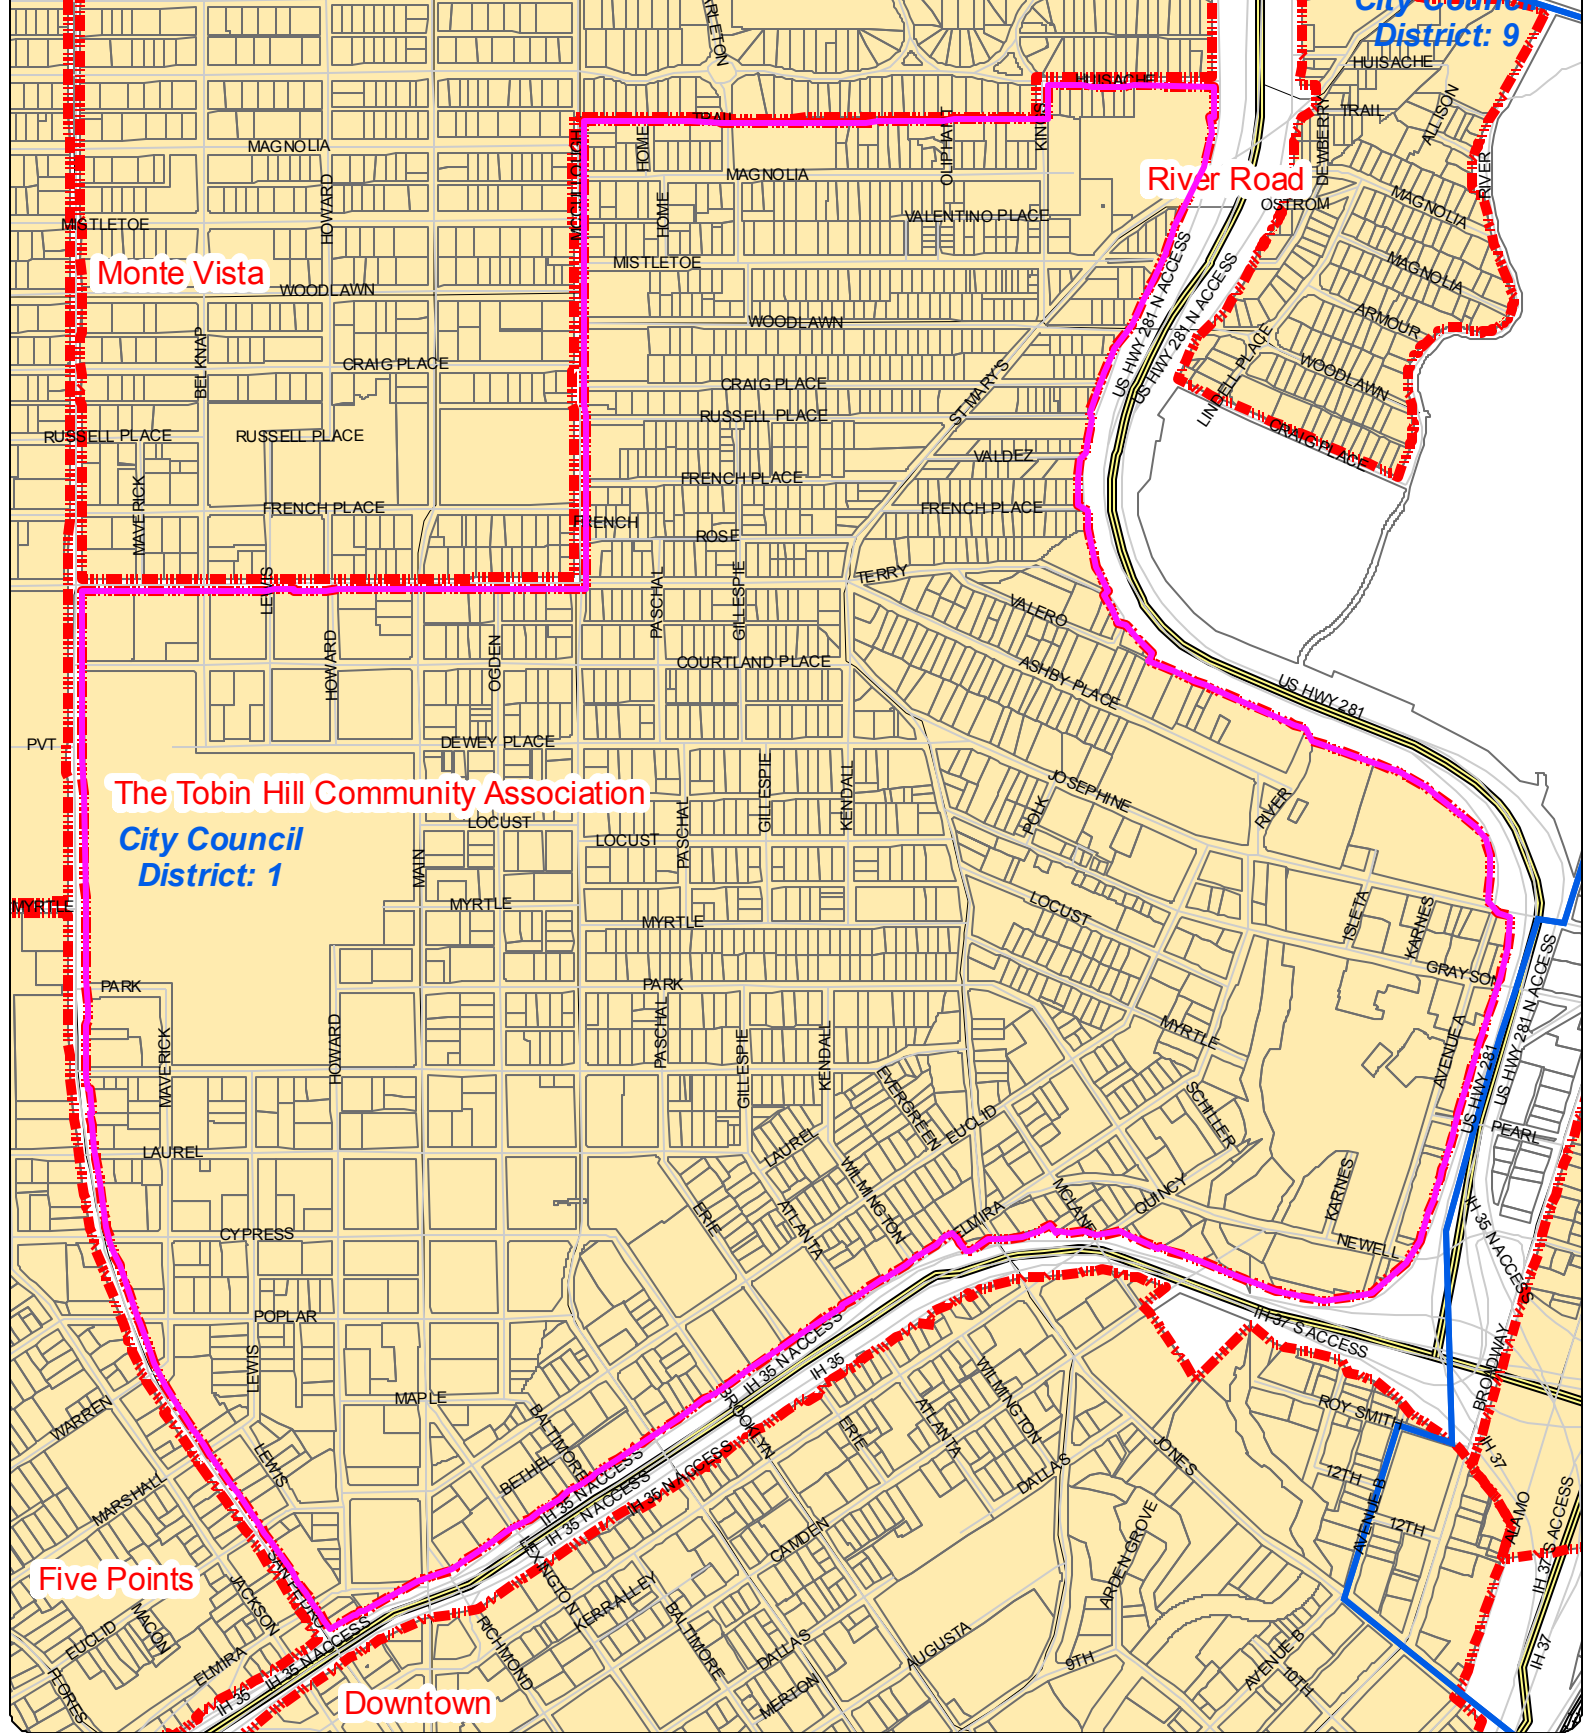 City Council
District: 9
HUISACHE
HUISACHE
ARLETON
TRAIL
TRAIL
ALLISON
DEWBERRY
KINGS
OLIPHANT
HOME
MCCULLOUGH
MAGNOLIA
MAGNOLIA
River Road
RIVER
HOWARD
HOME
OSTROM
MAGNOLIA
VALENTINO PLACE
MISTLETOE
MISTLETOE
Monte Vista
US HWY 281 N ACCESS
US HWY 281 N ACCESS
MAGNOLIA
WOODLAWN
WOODLAWN
ARMOUR
BELKNAP
CRAIG PLACE
CRAIG PLACE
LINDELL PLACE
WOODLAWN
ST MARY'S
RUSSELL PLACE
RUSSELL PLACE
RUSSELL PLACE
CRAIG PLACE
VALDEZ
FRENCH PLACE
MAVERICK
FRENCH PLACE
FRENCH PLACE
FRENCH
ROSE
TERRY
LEWIS
PASCHAL
GILLESPIE
VALERO
HOWARD
OGDEN
COURTLAND PLACE
ASHBY PLACE
US HWY 281
PVT
DEWEY PLACE
The Tobin Hill Community Association
GILLESPIE
KENDALL
JOSEPHINE
POLK
RIVER
City Council
District: 1
LOCUST
LOCUST
PASCHAL
MAIN
MYRTLE
MYRTLE
MYRTLE
LOCUST
ISLETA
KARNES
GRAYSON
US HWY 281 N ACCESS
PARK
PARK
MAVERICK
HOWARD
PASCHAL
GILLESPIE
KENDALL
MYRTLE
AVENUE A
US HWY 281
EVERGREEN
EUCLID
SCHILLER
PEARL
LAUREL
LAUREL
WILMINGTON
ERIE
ATLANTA
ELMIRA
MCLANE
QUINCY
KARNES
NEWELL
IH 35 N ACCESS
CYPRESS
POPLAR
LEWIS
IH 35 N ACCESS
IH 35
IH 37 S ACCESS
BROADWAY
MAPLE
WARREN
BROOKLYN
WILMINGTON
ATLANTA
ERIE
ROY SMITH
BALTIMORE
BETHEL
LEWIS
MARSHALL
IH 35 N ACCESS
IH 35 N ACCESS
IH 35 N ACCESS
DALLAS
JONES
12TH
12TH
AVENUE B
IH 37
ALAMO
IH 37 S ACCESS
CAMDEN
ARDEN GROVE
LEXINGTON
KERRALLEY
Five Points
SAN PEDRO
JACKSON
MACON
EUCLID
ELMIRA
FLORES
IH 35
IH 35 N ACCESS
RICHMOND
BALTIMORE
DALLAS
MERTON
AUGUSTA
9TH
AVENUE B
10TH
IH 37
Downtown